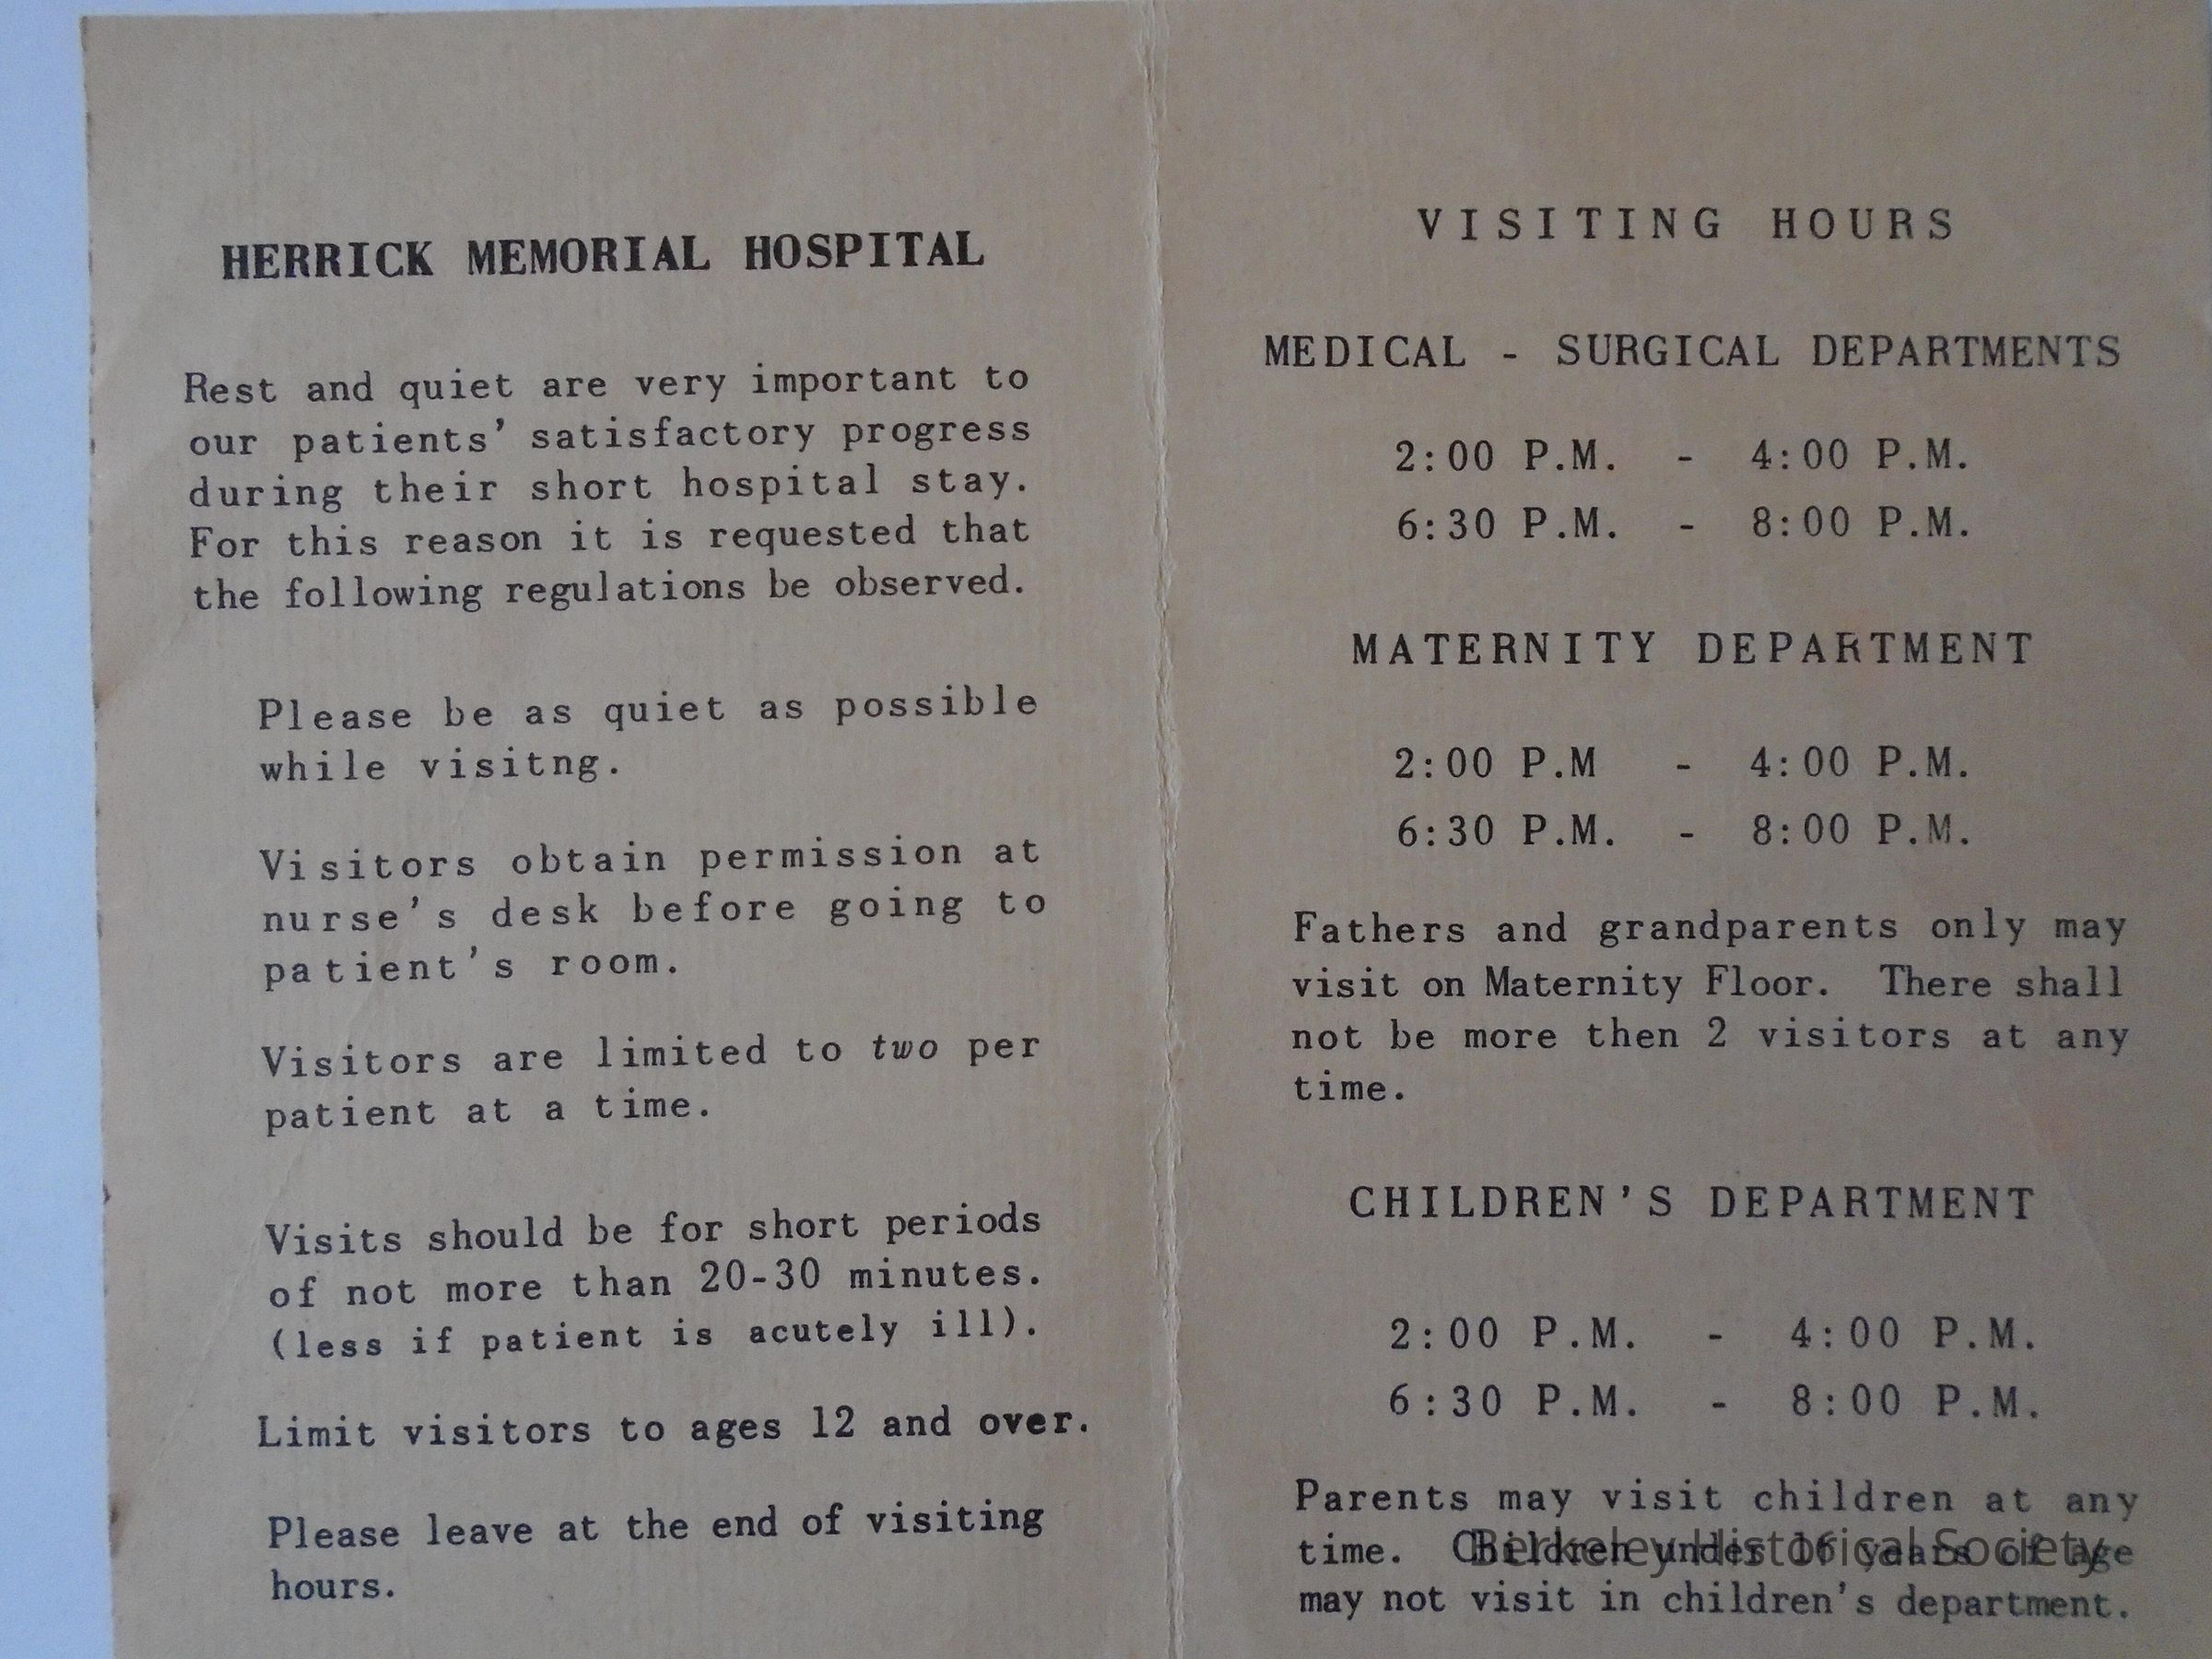 HERRICK MEMORIAL HOSPITAL
Rest and quiet are very important to
our patients' satisfactory progress
during their short hospital stay.
For this reason it is requested that
the following regulations be observed.
Please be as quiet as possible
while visitng.
Visitors obtain permission at
nurse's desk before going to
patient's room.
Visitors are limited to two per
patient at a time.
Visits should be for short periods
of not more than 20-30 minutes.
(less if patient is acutely ill).
Limit visitors to ages 12 and over.
Please leave at the end of visiting
hours.
VISITING HOURS
MEDICAL - SURGICAL DEPARTMENTS
2:00 P.M. - 4:00 P.M.
6:30 P.M. - 8:00 P.M.
MATERNITY DEPARTMENT
2:00 P.M - 4:00 P.M.
6:30 P.M. - 8:00 P.M.
Fathers and grandparents only may
visit on Maternity Floor. There shall
not be more then 2 visitors at any
time.
CHILDREN'S DEPARTMENT
2:00 P.M. - 4:00 P.M.
6:30 P.M. - 8:00 P.M.
Parents may visit children at any
time. Children under 16 years of age
may not visit in children's department.
Berkeley Historical Society